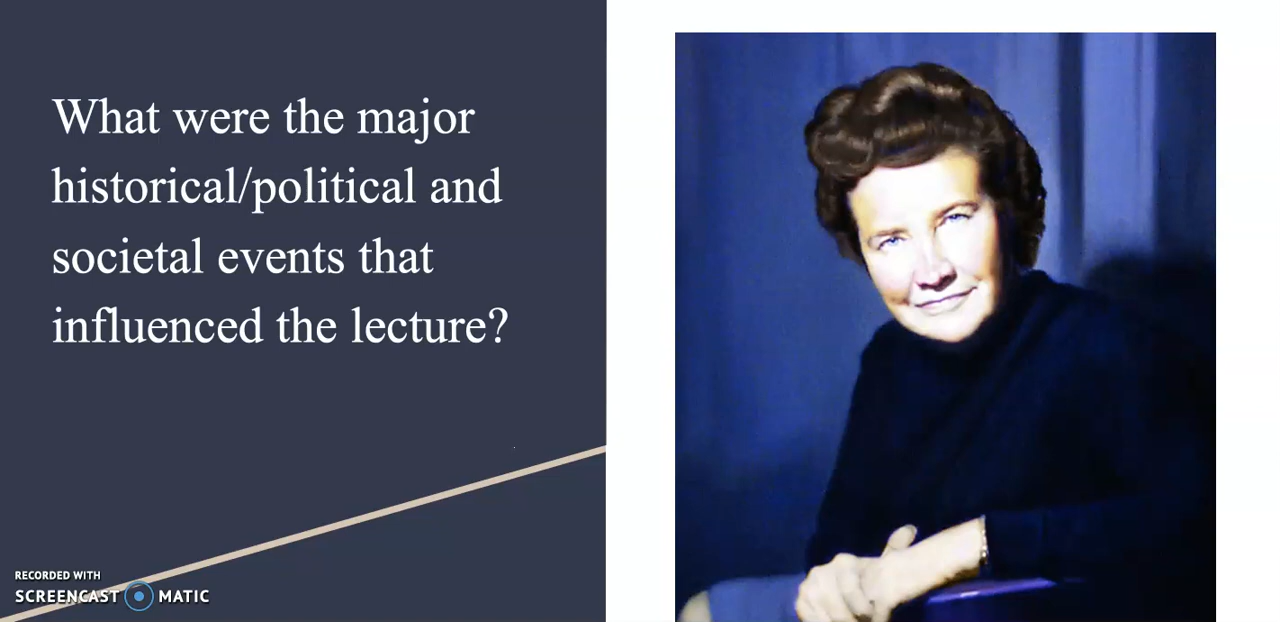 What were the major
historical/political and
societal events that
influenced the lecture?
RECORDED WITH
SCREENCAST MATIC